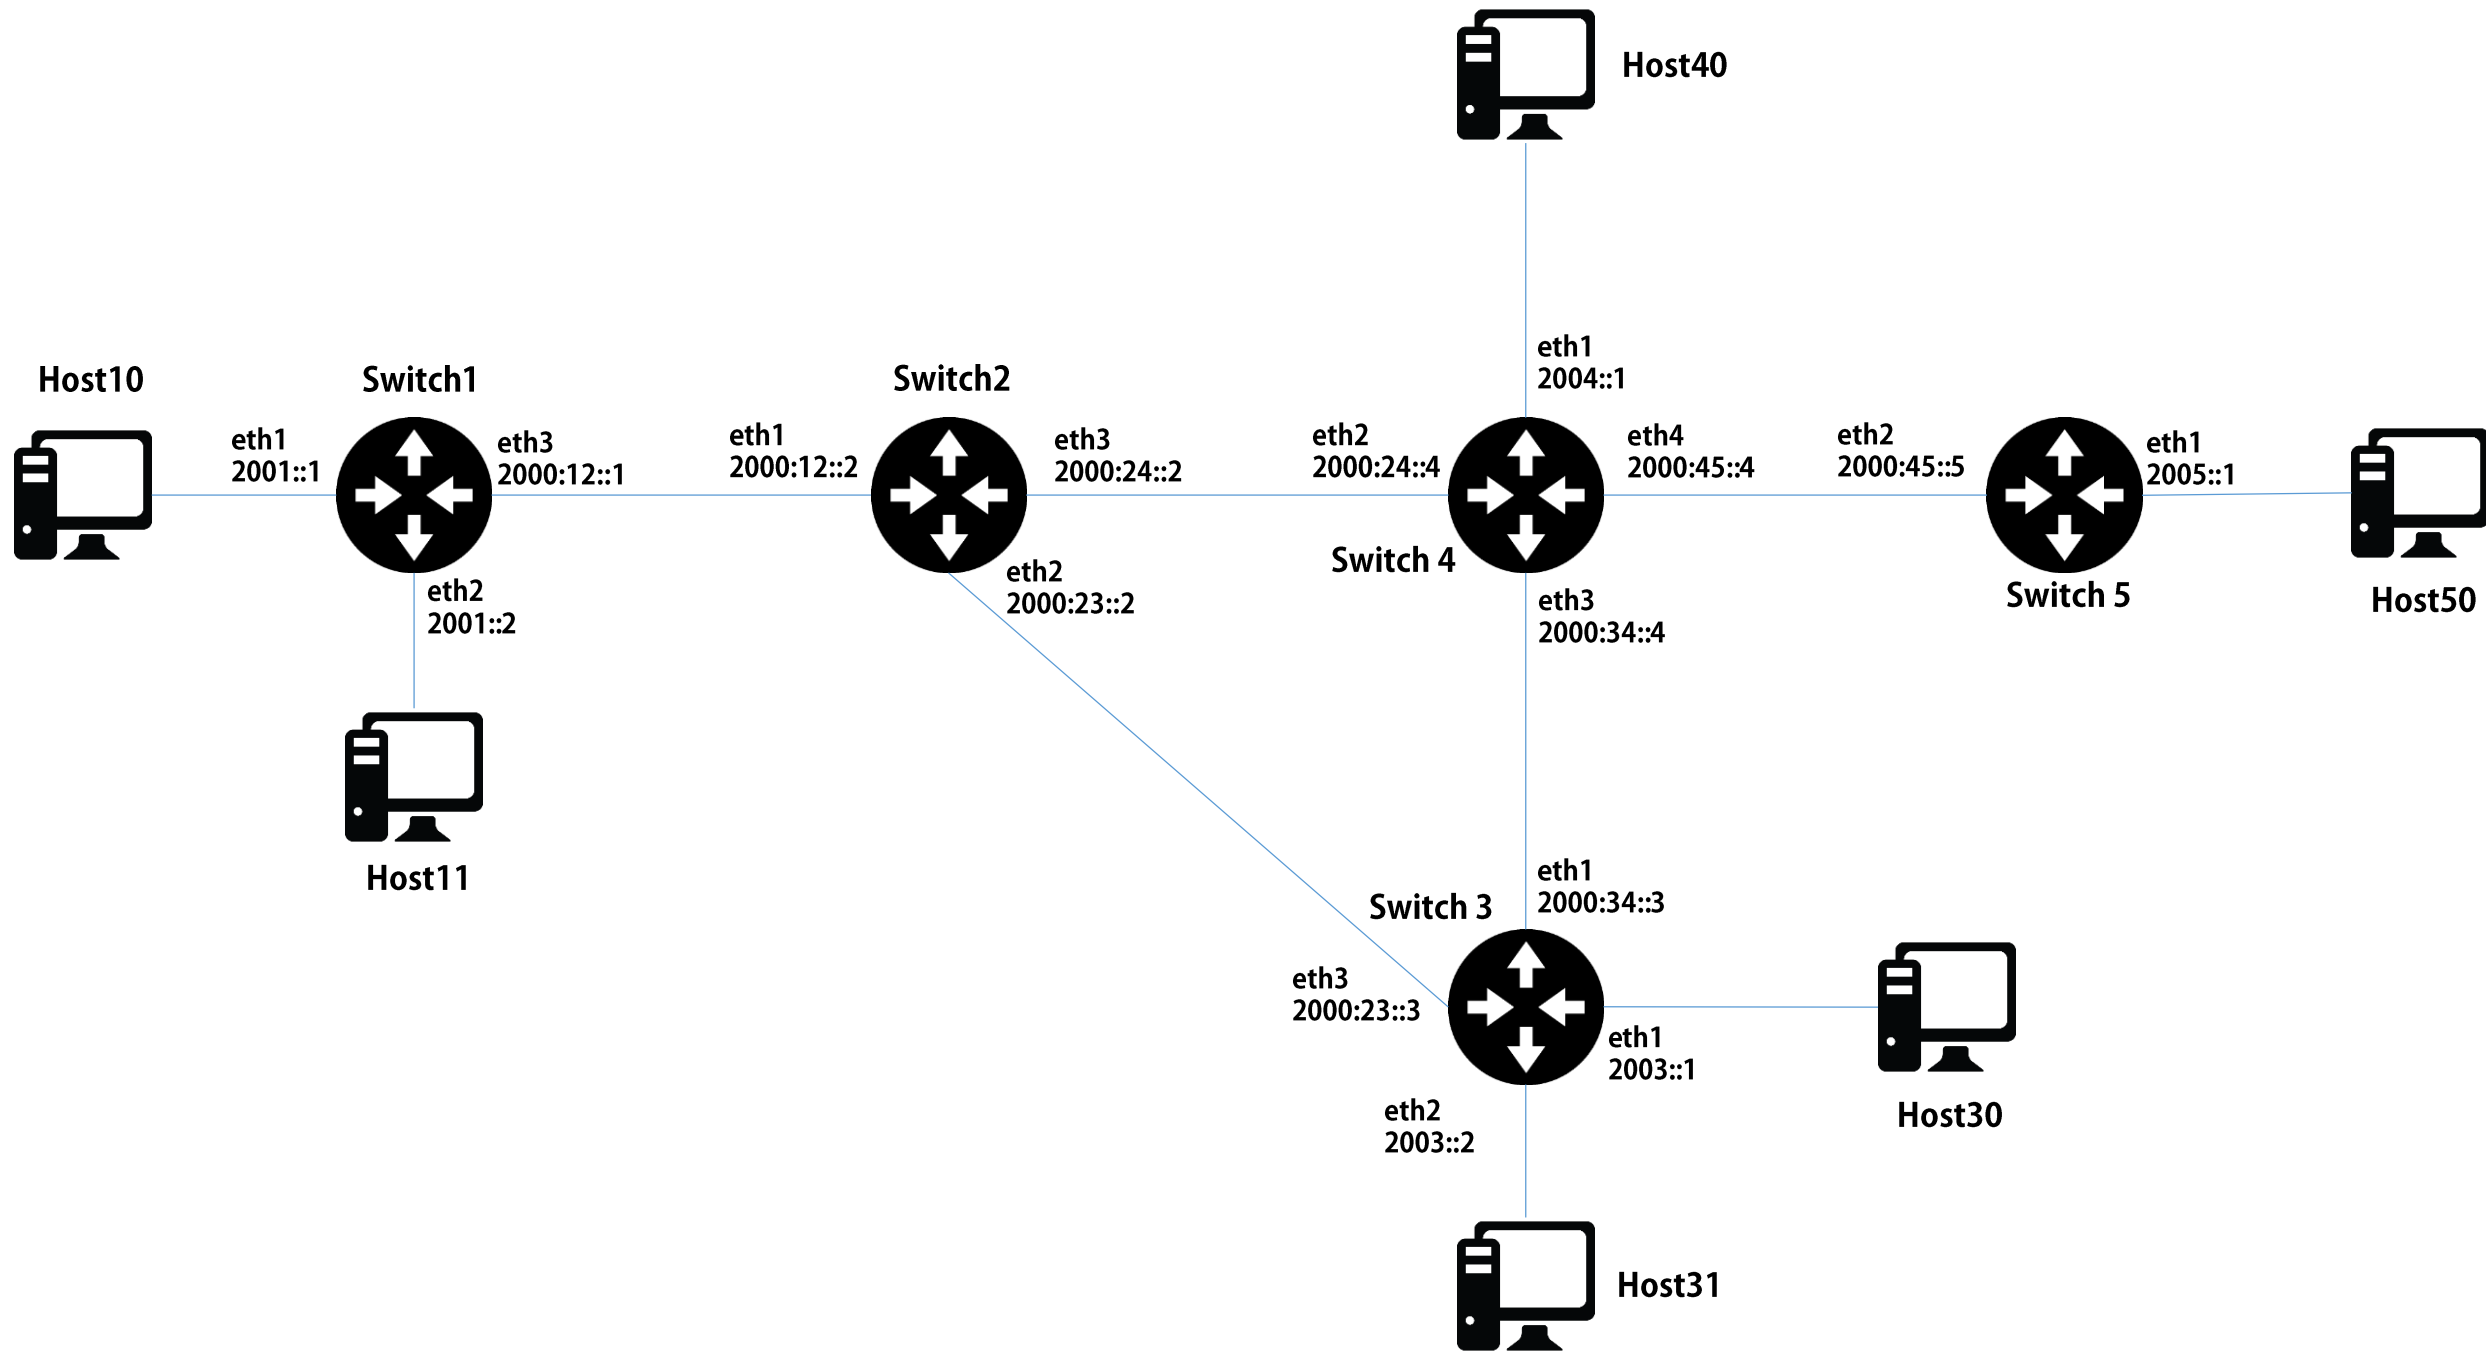 Host40
eth1
2004::1
Host10
Switch1
Switch2
eth1
2001::1
eth3
2000:12::1
eth1
2000:12::2
eth3
2000:24::2
eth2
2000:24::4
eth4
2000:45::4
eth2
2000:45::5
eth1
2005::1
Switch 4
Switch 5
Host50
eth2
2001::2
eth2
2000:23::2
eth3
2000:34::4
Host11
eth1
2000:34::3
Switch 3
eth3
2000:23::3
eth1
2003::1
eth2
2003::2
Host30
Host31